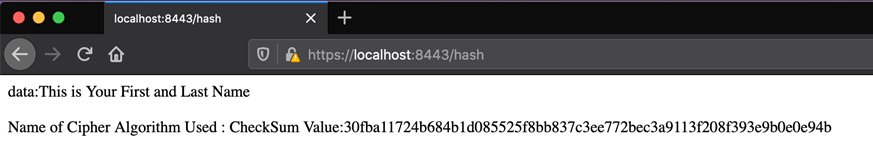 localhost:8443/hash
https://localhost:8443/hash
data:This is Your First and Last Name
Name of Cipher Algorithm Used : CheckSum Value:30fba11724b684b1d085525f8bb837c3ee772bec3a9113f208f393e9b0e0e94b